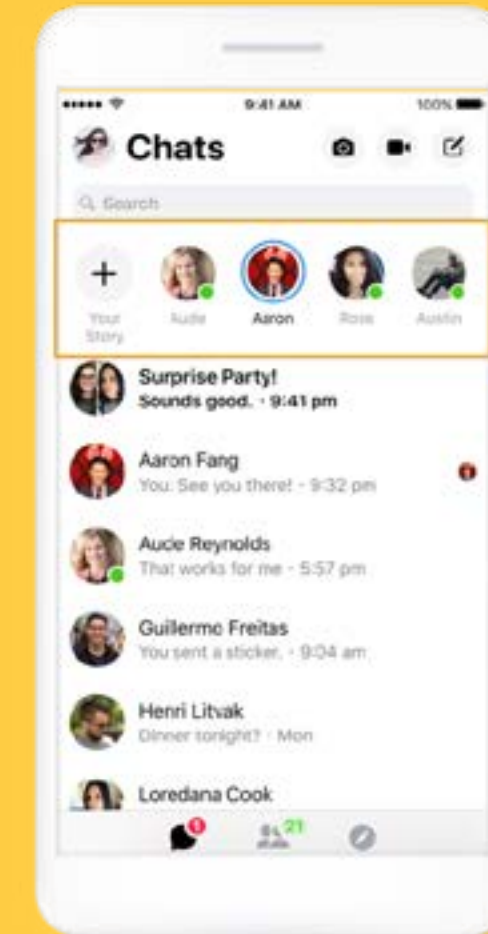 9:41 AM 100%
Chats
Search
Your Story Aude Aaron Rose Austin
Surprise Party!
Sounds good. · 9:41 pm
Aaron Fang
You: See you there! · 9:32 pm
Aude Reynolds
That works for me · 5:57 pm
Guillermo Freitas
You sent a sticker. · 9:04 am
Henri Litvak
Dinner tonight? · Mon
Loredana Cook
1 21